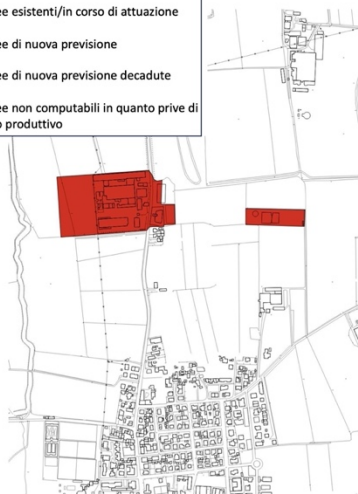 ee esistenti/in corso di attuazione
ee di nuova previsione
ee di nuova previsione decadute
ee non computabili in quanto prive di
o produttivo